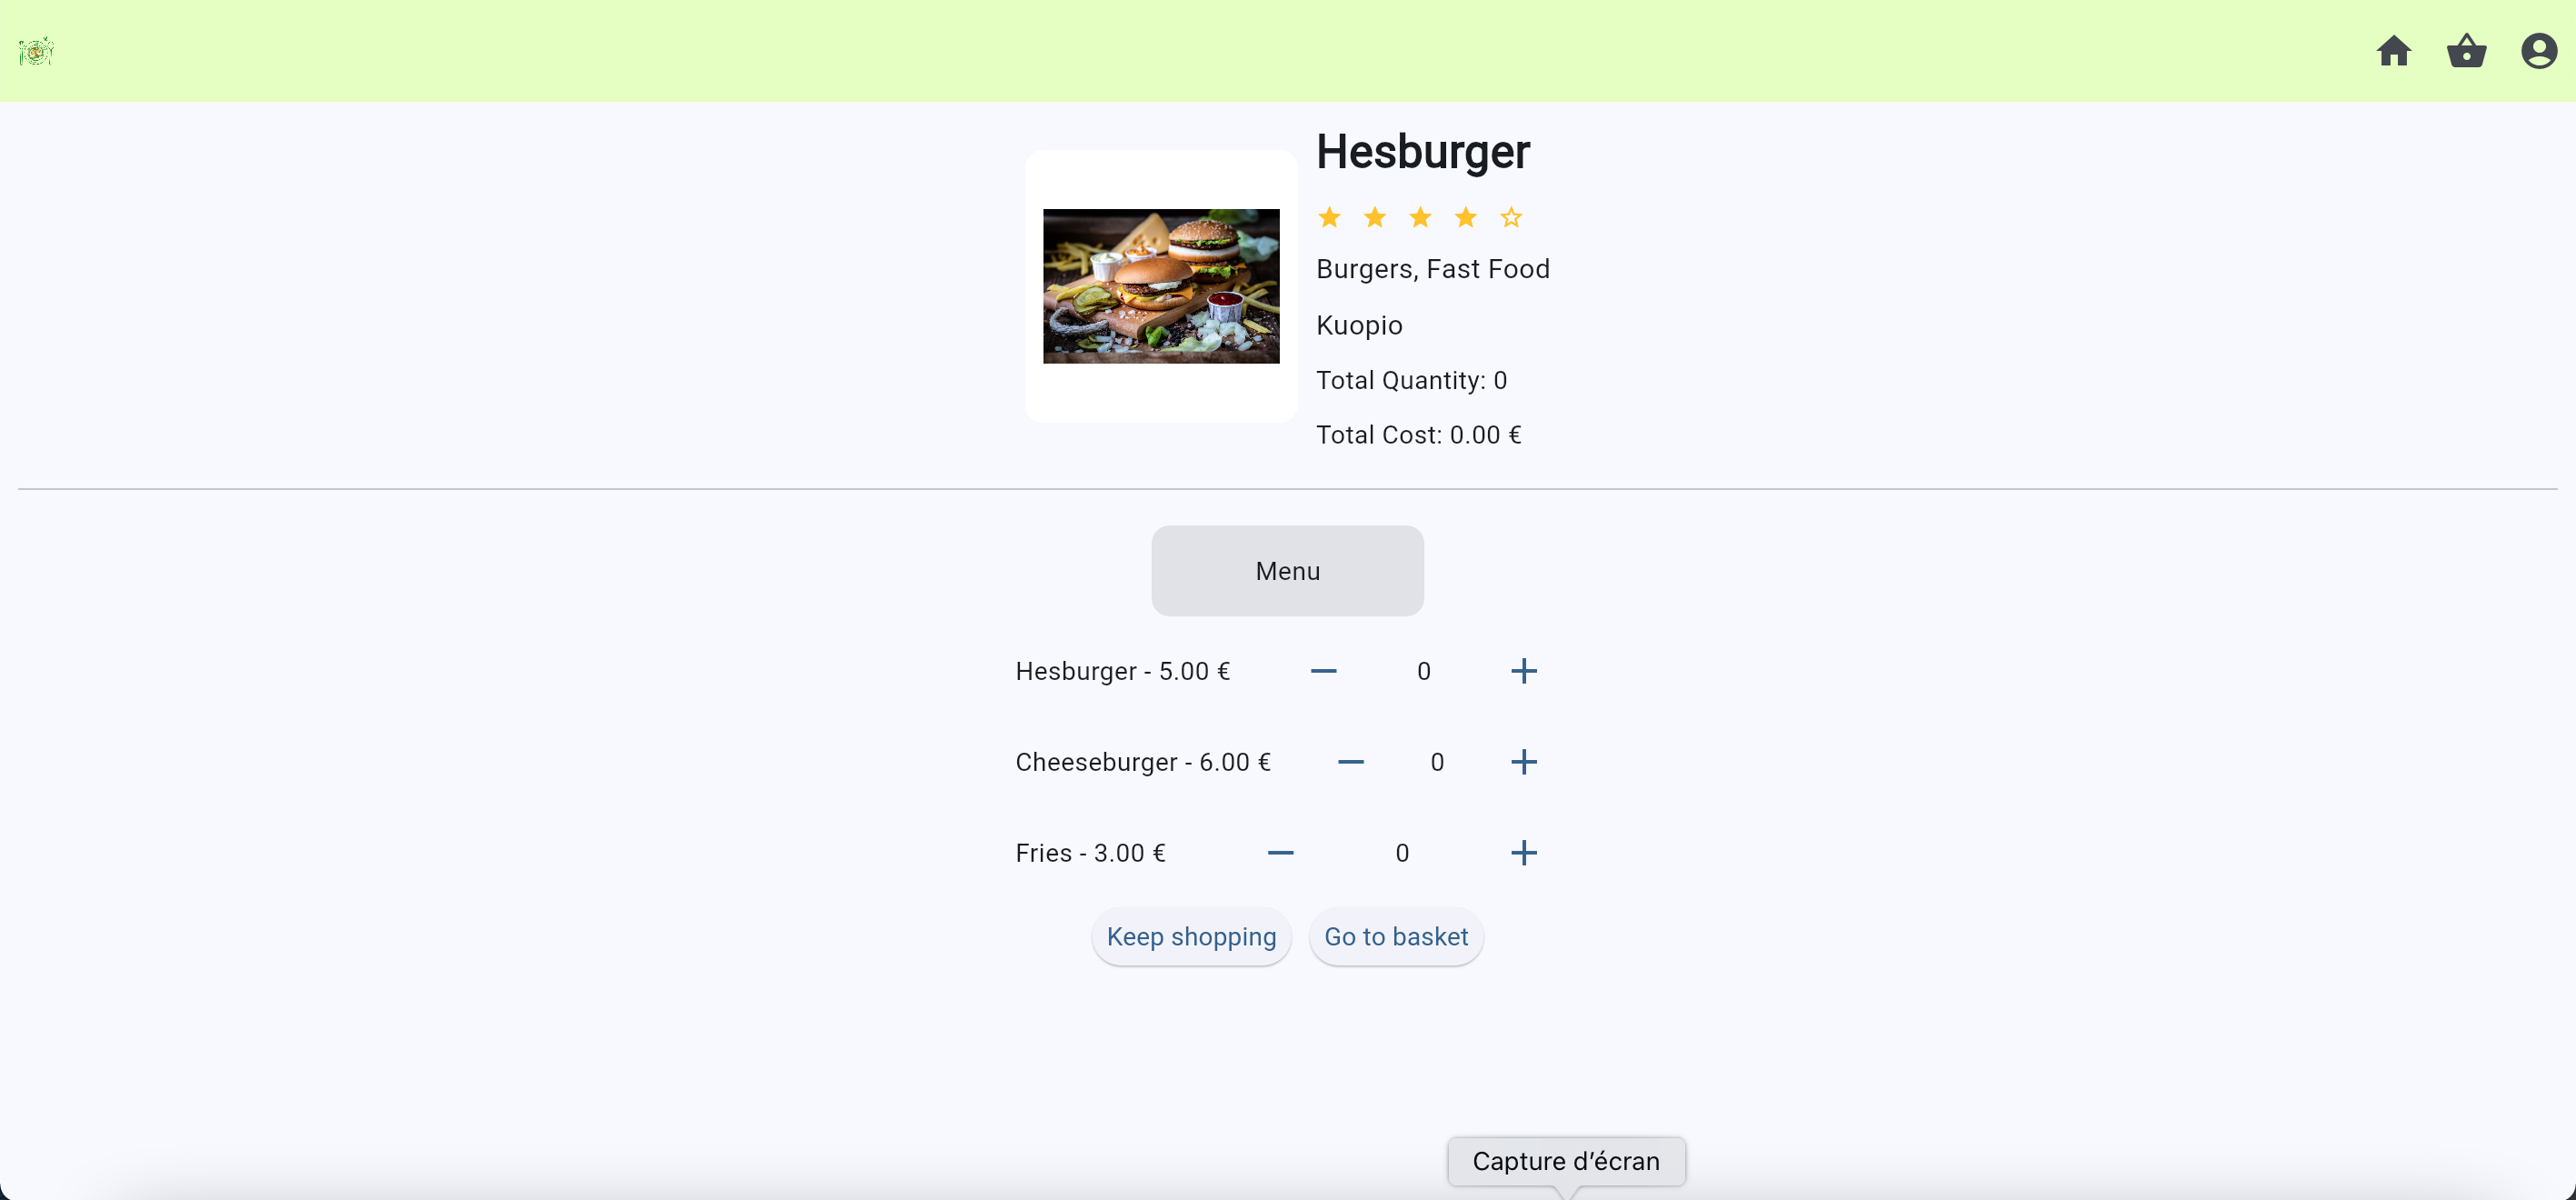 Hesburger
Burgers, Fast Food
Kuopio
Total Quantity: 0
Total Cost: 0.00 €
Menu
Hesburger - 5.00 € 0
Cheeseburger - 6.00 € 0
Fries - 3.00 € 0
Keep shopping Go to basket
Capture d’écran